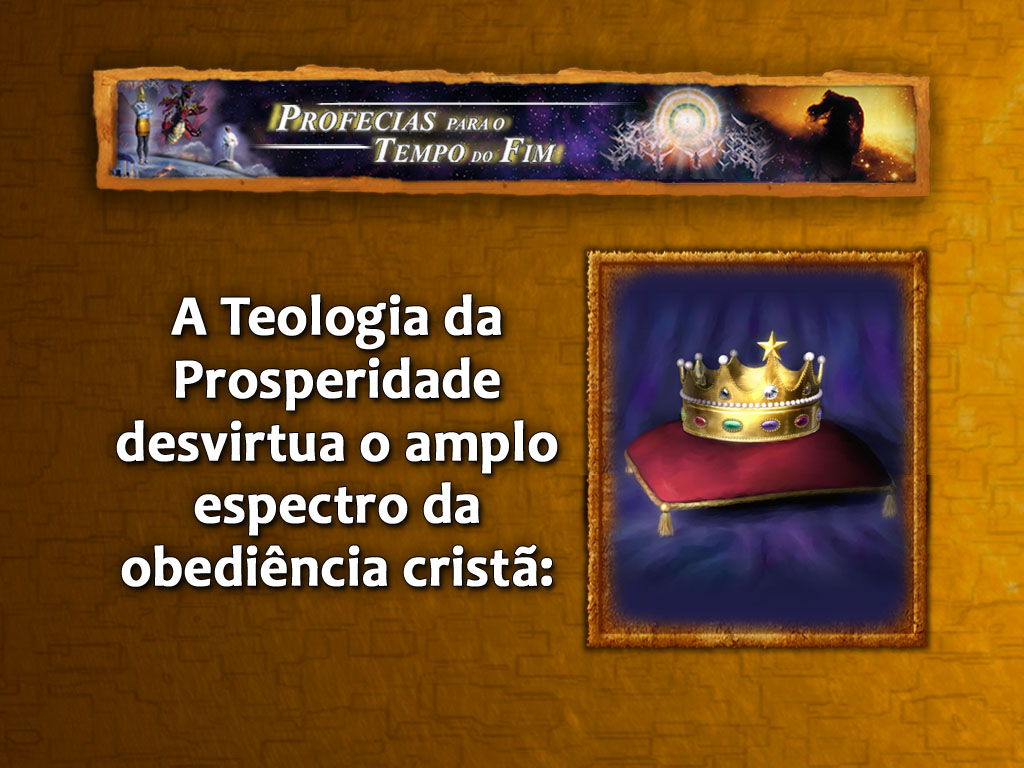 PROFECIAS PARA O
TEMPO DO FIM
A Teologia da
Prosperidade
desvirtua o amplo
espectro da
obediência cristã: